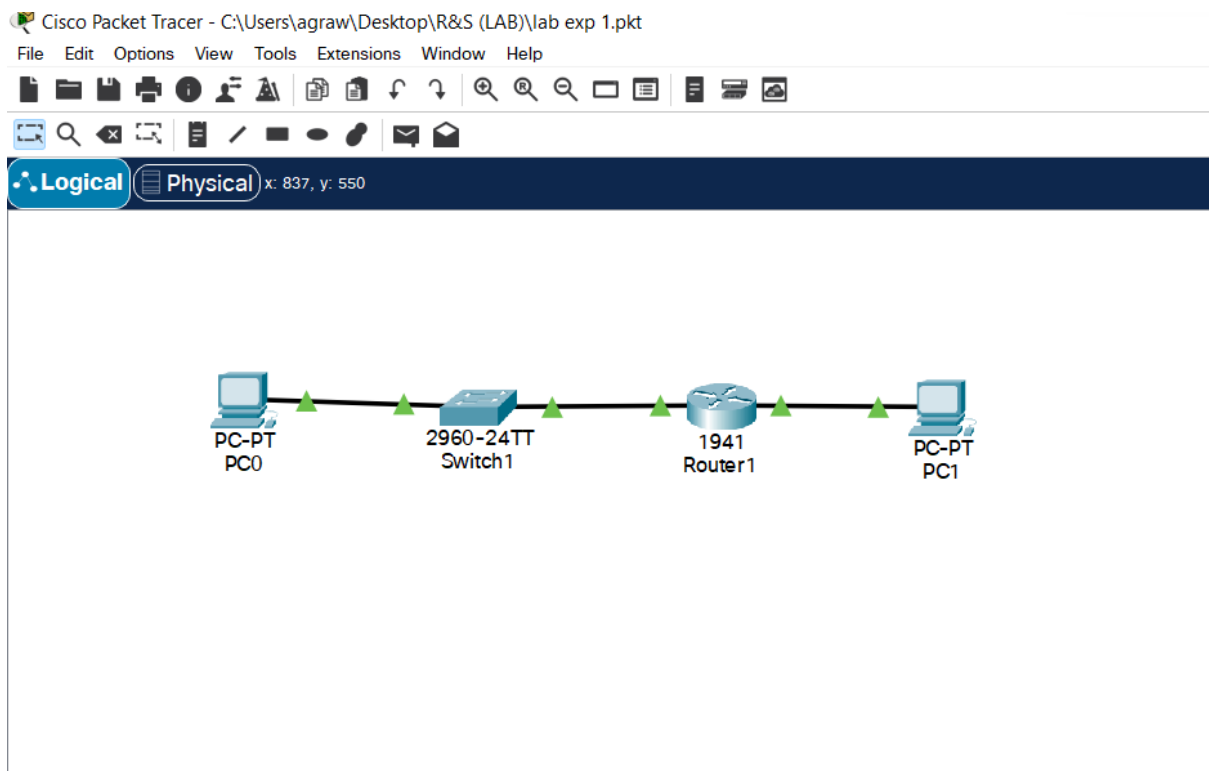 Cisco Packet Tracer - C:\Users\agraw\Desktop\R&S (LAB)\lab exp 1.pkt
File Edit Options View Tools Extensions Window Help
Logical Physical x: 837, y: 550
PC-PT
PC0
2960-24TT
Switch1
1941
Router1
PC-PT
PC1